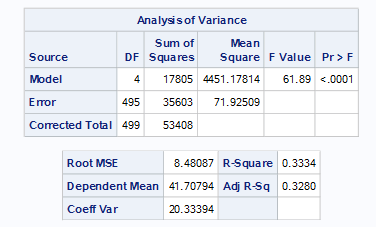 Analysis of Variance
Source DF Sum of Squares Mean Square F Value Pr > F
Model 4 17805 4451.17814 61.89 <.0001
Error 495 35603 71.92509
Corrected Total 499 53408
Root MSE 8.48087 R-Square 0.3334
Dependent Mean 41.70794 Adj R-Sq 0.3280
Coeff Var 20.33394